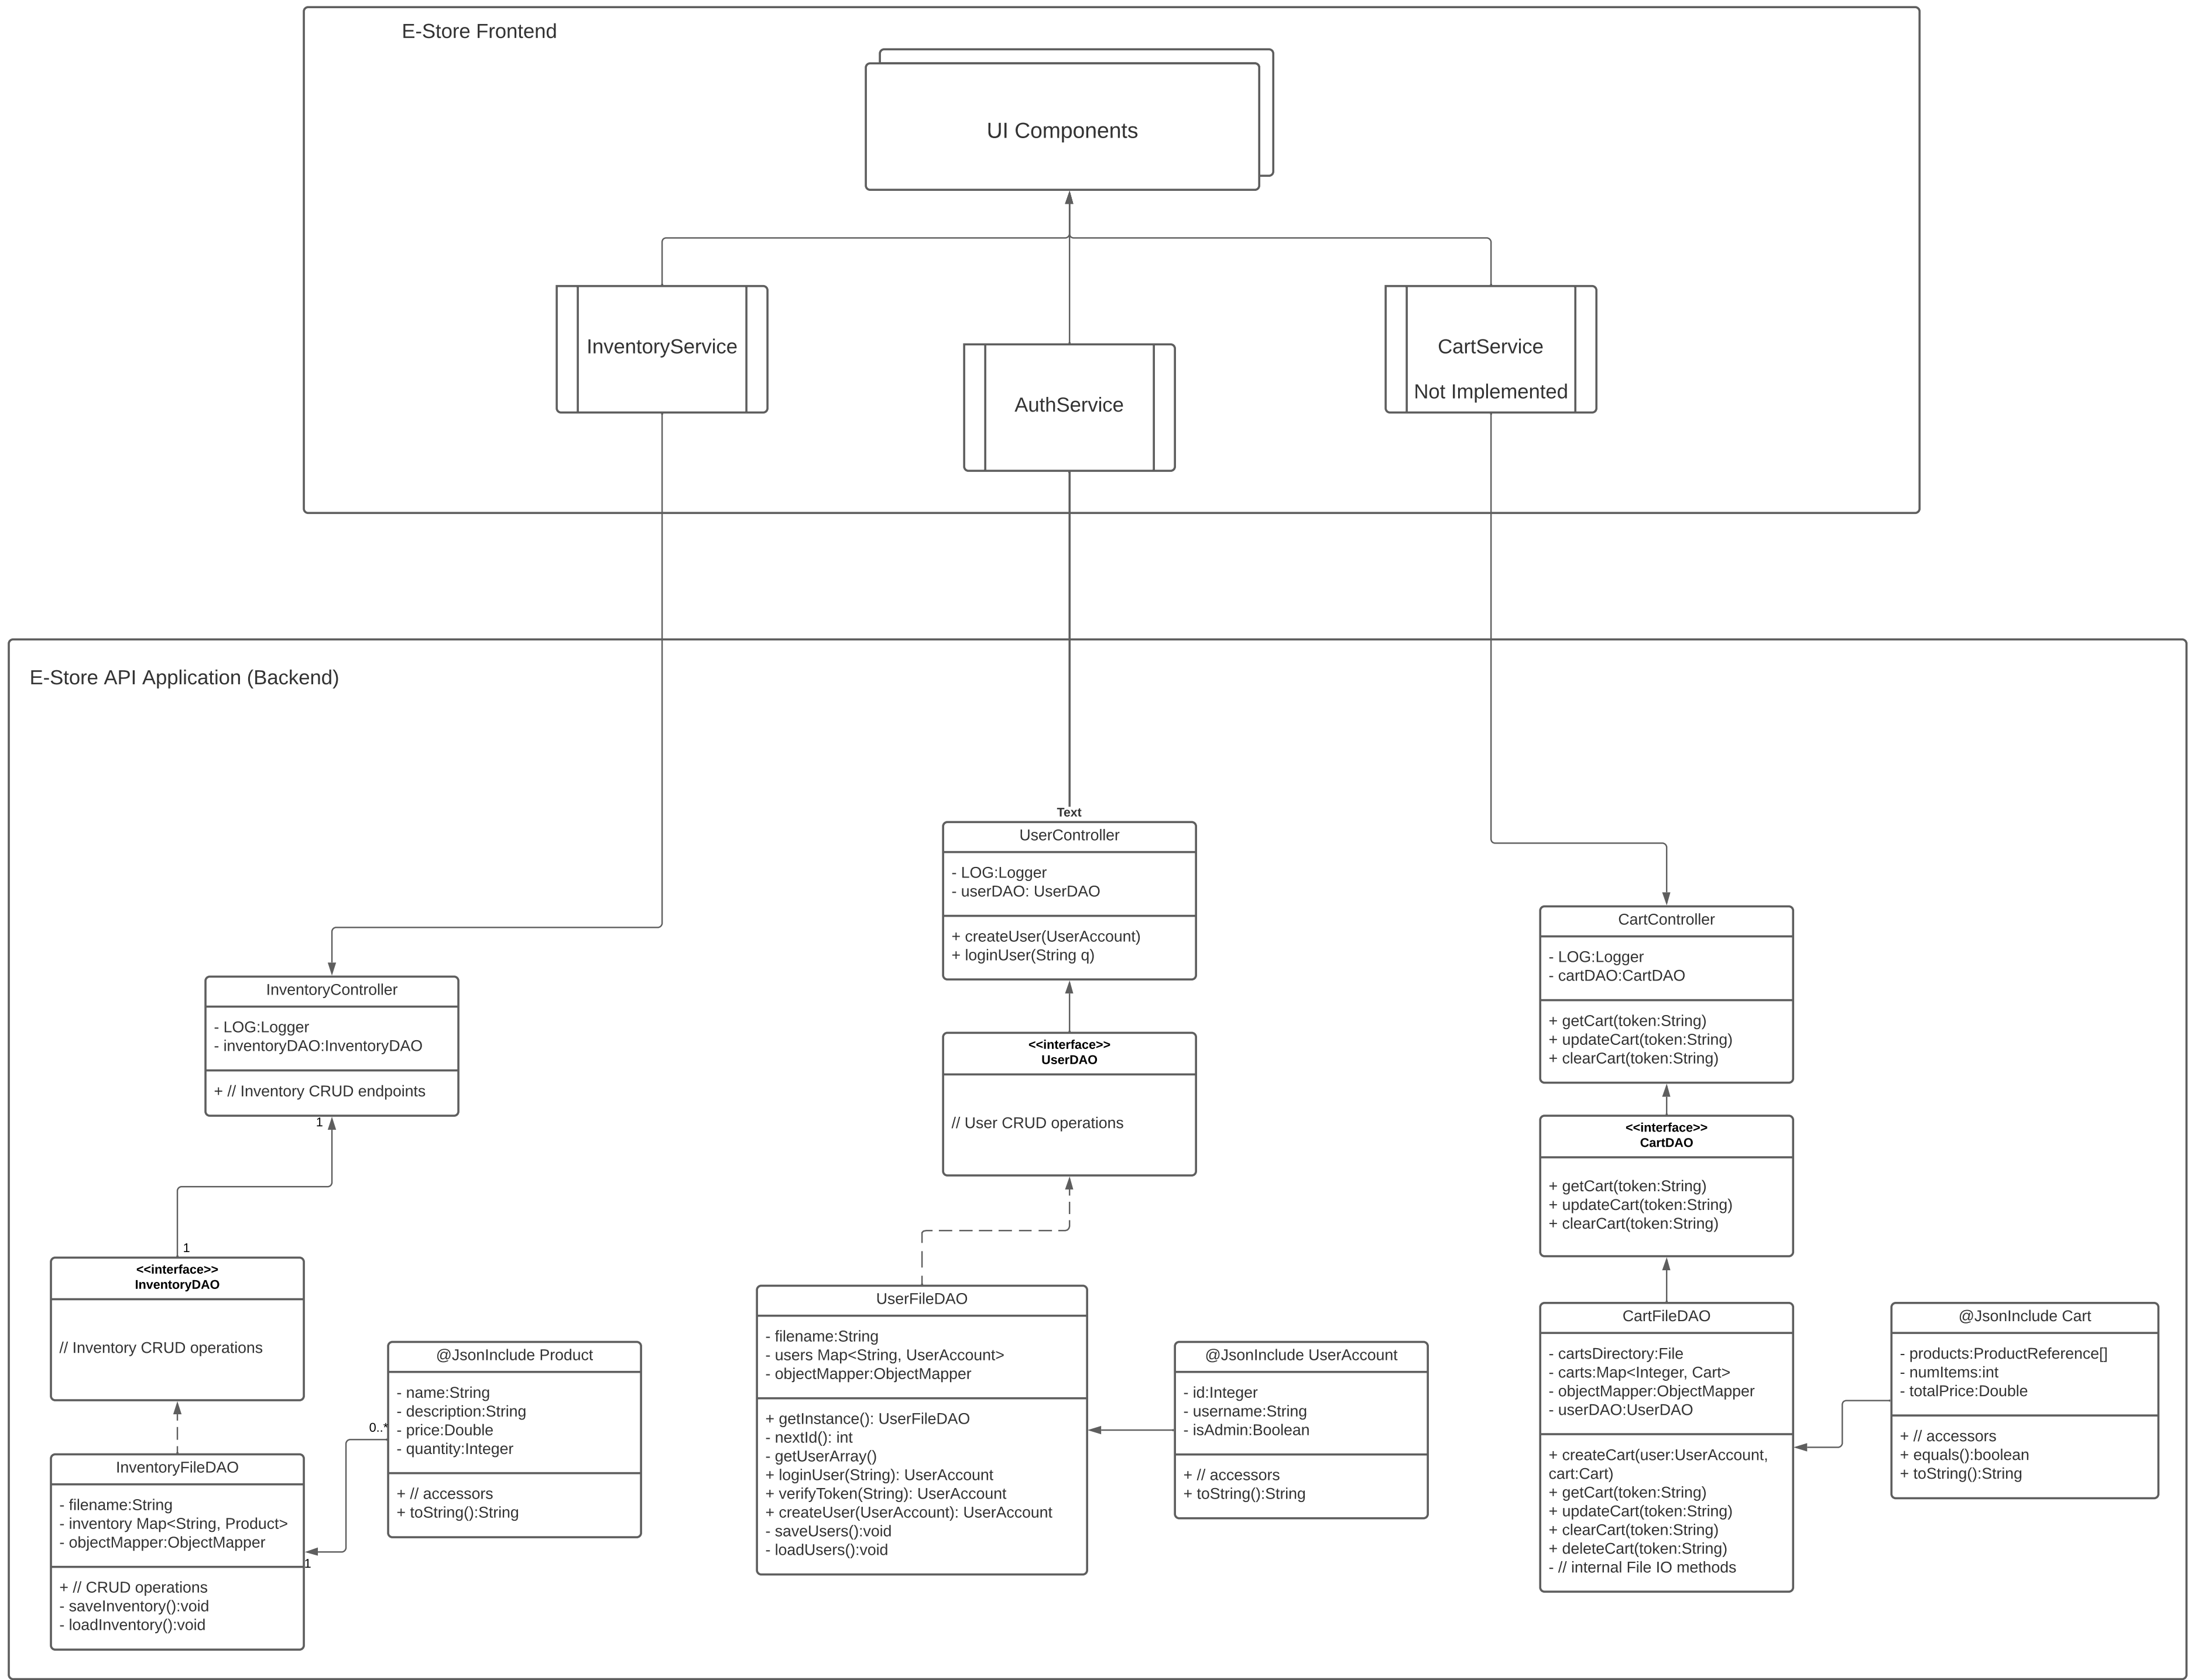 E-Store Frontend
UI Components
InventoryService
AuthService
CartService
Not Implemented
E-Store API Application (Backend)
Text
UserController
- LOG:Logger
- userDAO: UserDAO
+ createUser(UserAccount)
+ loginUser(String q)
CartController
- LOG:Logger
- cartDAO:CartDAO
+ getCart(token:String)
+ updateCart(token:String)
+ clearCart(token:String)
InventoryController
- LOG:Logger
- inventoryDAO:InventoryDAO
+ // Inventory CRUD endpoints
1
1
<<interface>>
UserDAO
// User CRUD operations
<<interface>>
CartDAO
+ getCart(token:String)
+ updateCart(token:String)
+ clearCart(token:String)
<<interface>>
InventoryDAO
// Inventory CRUD operations
InventoryFileDAO
- filename:String
- inventory Map<String, Product>
- objectMapper:ObjectMapper
+ // CRUD operations
- saveInventory():void
- loadInventory():void
0..*
1
@JsonInclude Product
- name:String
- description:String
- price:Double
- quantity:Integer
+ // accessors
+ toString():String
UserFileDAO
- filename:String
- users Map<String, UserAccount>
- objectMapper:ObjectMapper
+ getInstance(): UserFileDAO
- nextId(): int
- getUserArray()
+ loginUser(String): UserAccount
+ verifyToken(String): UserAccount
+ createUser(UserAccount): UserAccount
- saveUsers():void
- loadUsers():void
@JsonInclude UserAccount
- id:Integer
- username:String
- isAdmin:Boolean
+ // accessors
+ toString():String
CartFileDAO
- cartsDirectory:File
- carts:Map<Integer, Cart>
- objectMapper:ObjectMapper
- userDAO:UserDAO
+ createCart(user:UserAccount,
cart:Cart)
+ getCart(token:String)
+ updateCart(token:String)
+ clearCart(token:String)
+ deleteCart(token:String)
- // internal File IO methods
@JsonInclude Cart
- products:ProductReference[]
- numItems:int
- totalPrice:Double
+ // accessors
+ equals():boolean
+ toString():String